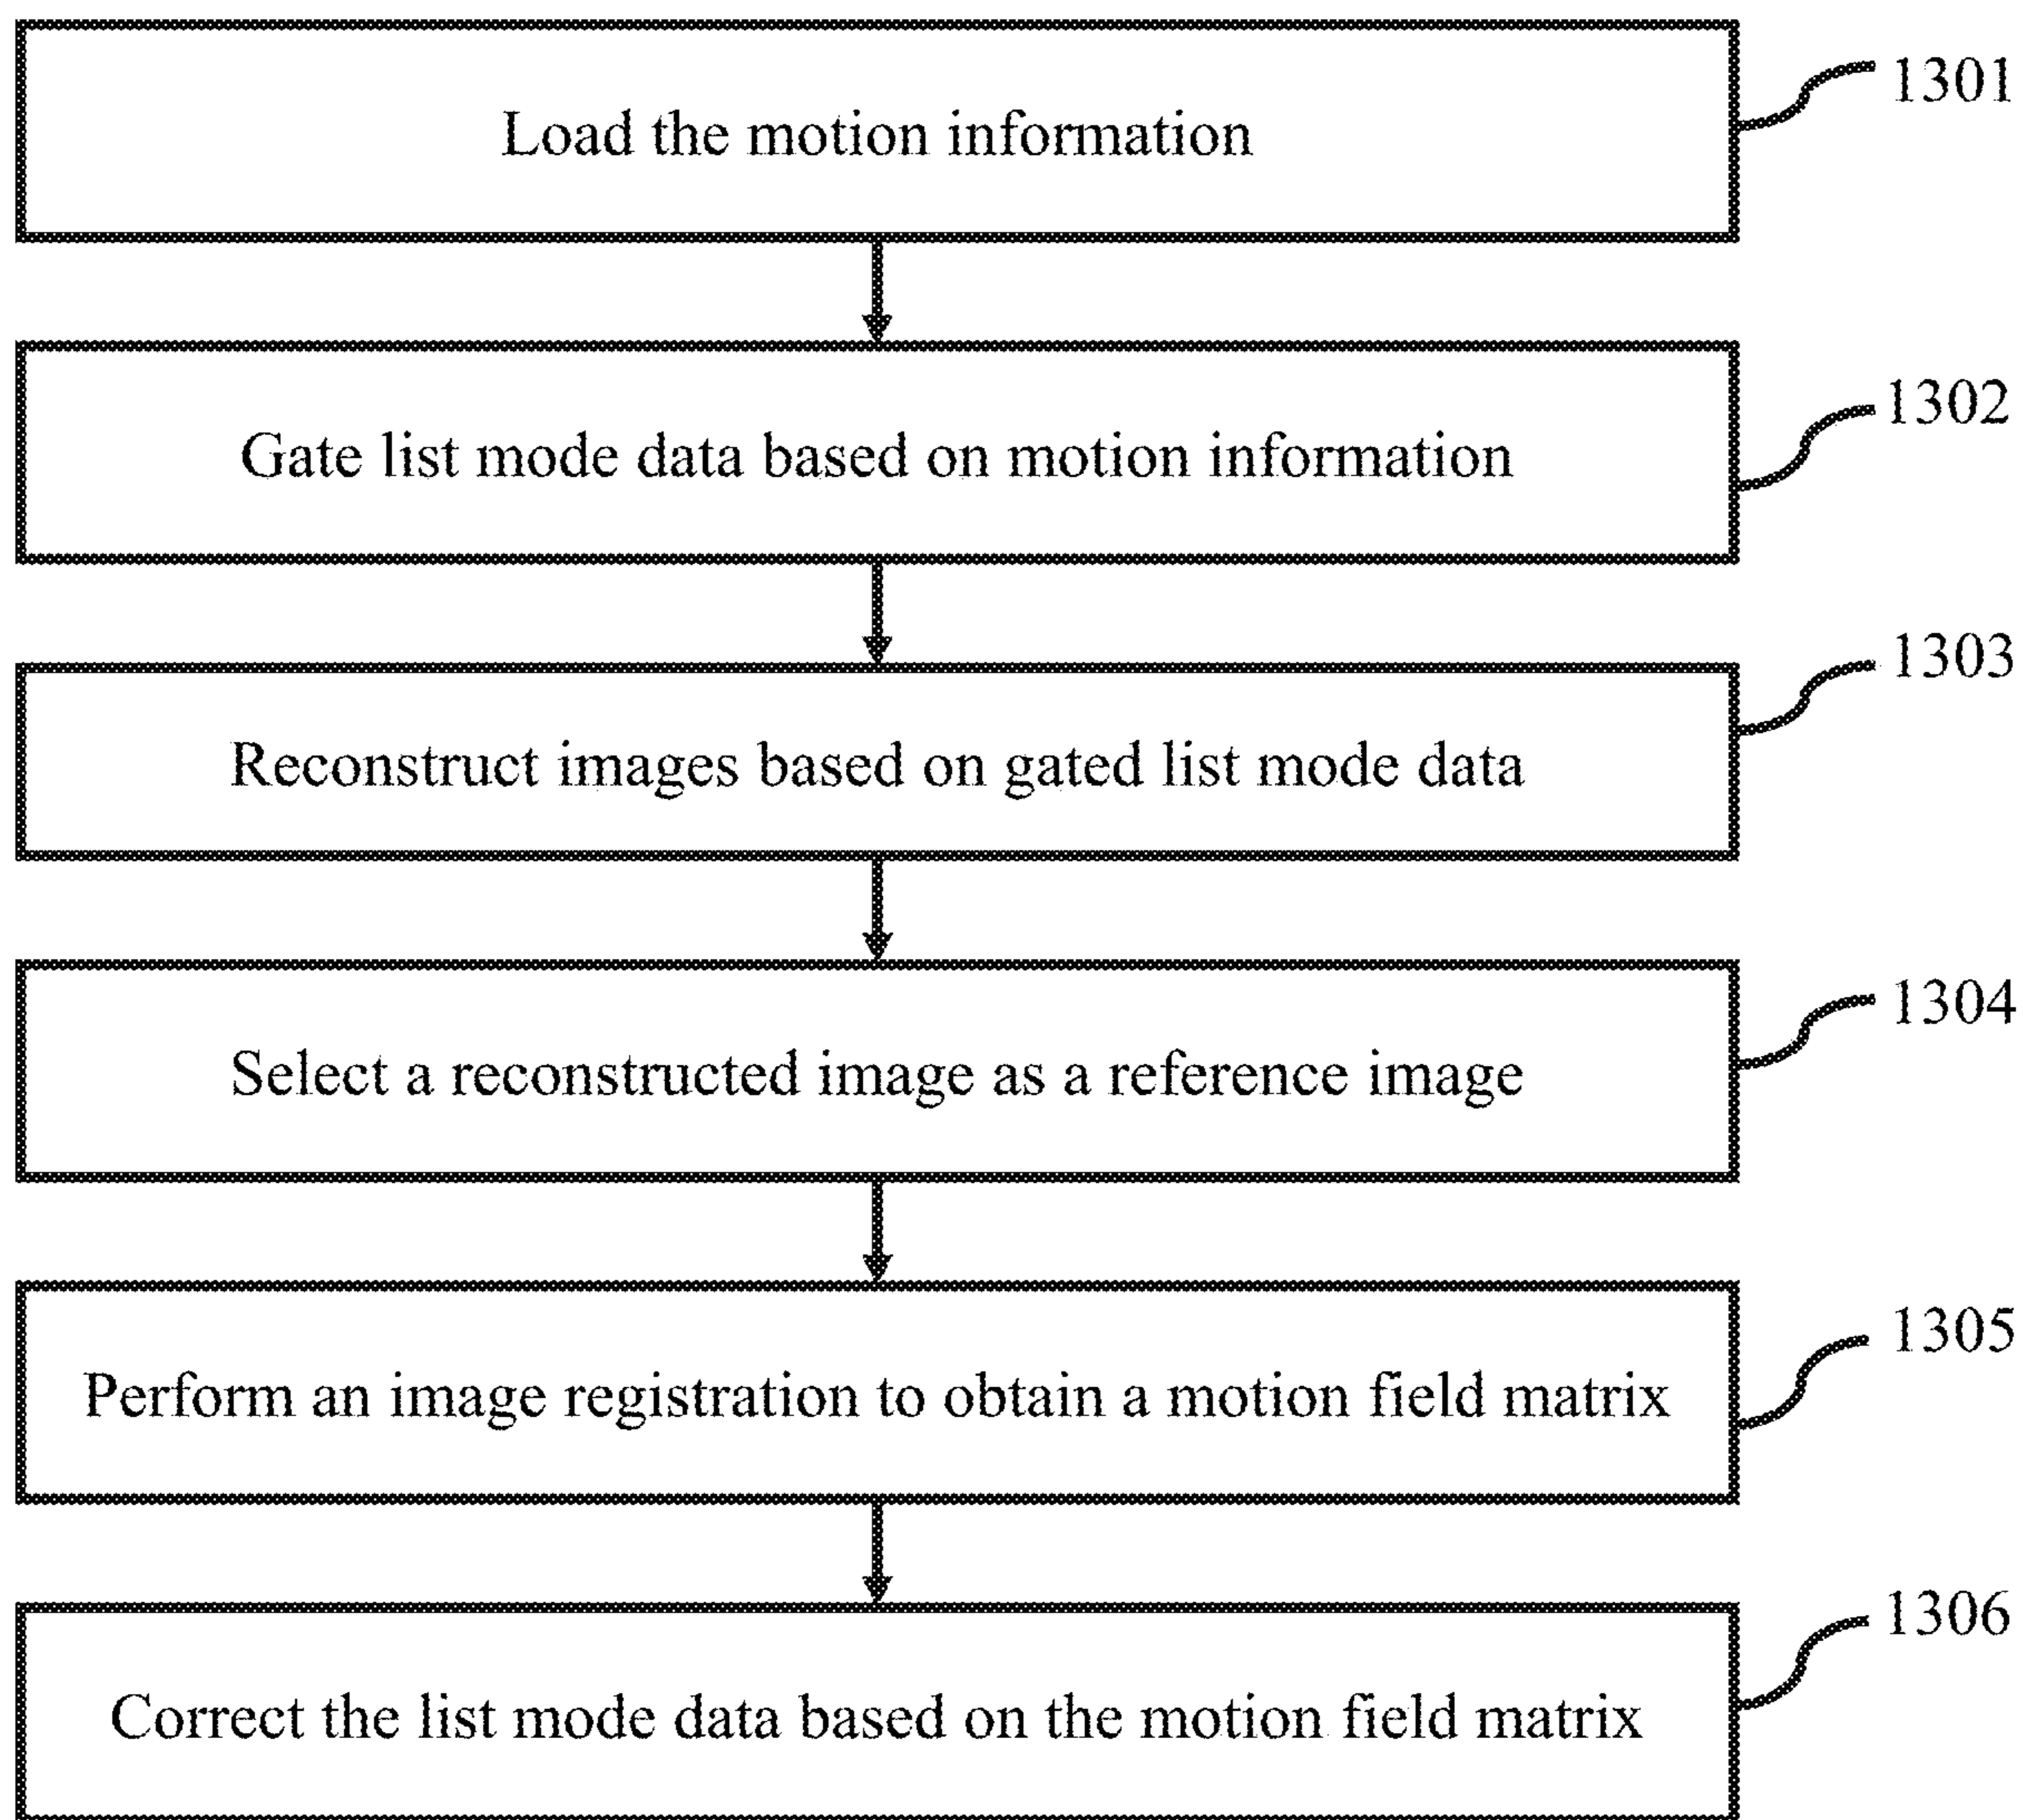 Load the motion information
1301
Gate list mode data based on motion information
1302
Reconstruct images based on gated list mode data
1303
Select a reconstructed image as a reference image
1304
Perform an image registration to obtain a motion field matrix
1305
Correct the list mode data based on the motion field matrix
1306